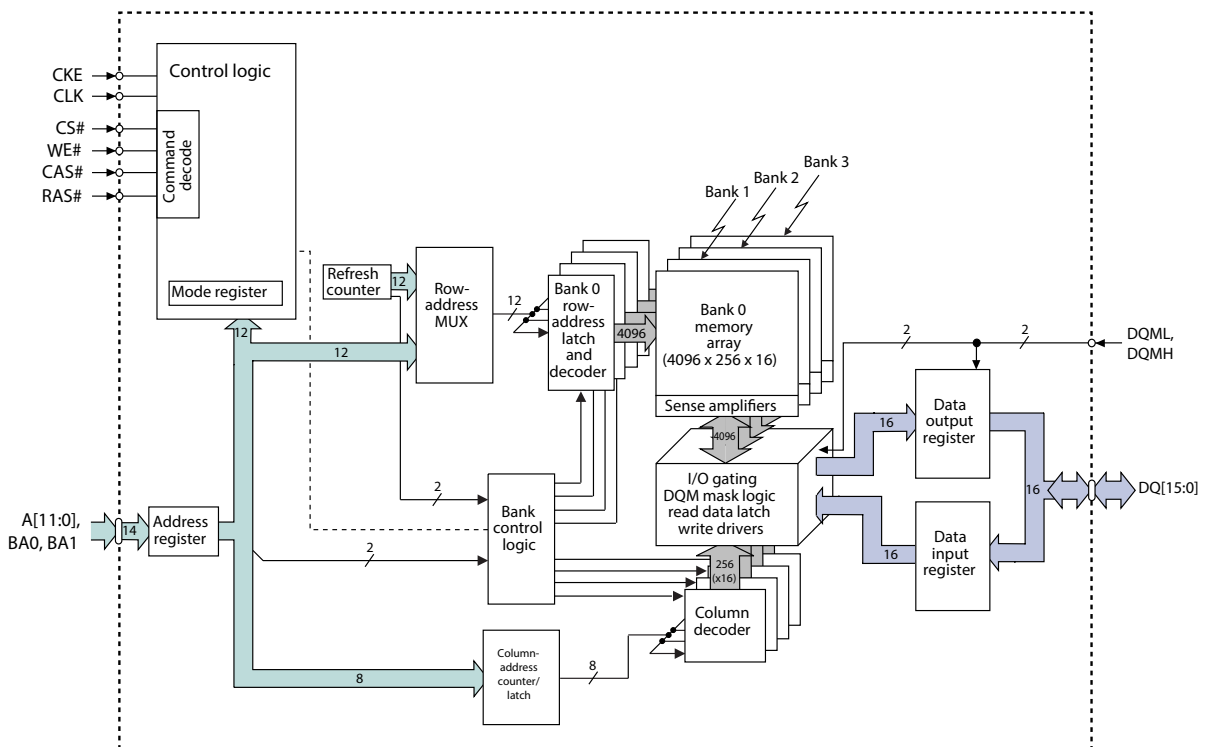 Control logic
CKE
CLK
CS#
WE#
CAS#
RAS#
Command
decode
Mode register
12
Refresh
counter
12
12
Row-
address
MUX
12
Bank 0
row-
address
latch
and
decoder
4096
Bank 3
Bank 2
Bank 1
Bank 0
memory
array
(4096 x 256 x 16)
Sense amplifiers
4096
I/O gating
DQM mask logic
read data latch
write drivers
2
2
DQML,
DQMH
Data
output
register
16
16
DQ[15:0]
Data
input
register
16
A[11:0],
BA0, BA1
14
Address
register
2
2
Bank
control
logic
256
(x16)
Column
decoder
8
Column-
address
counter/
latch
8